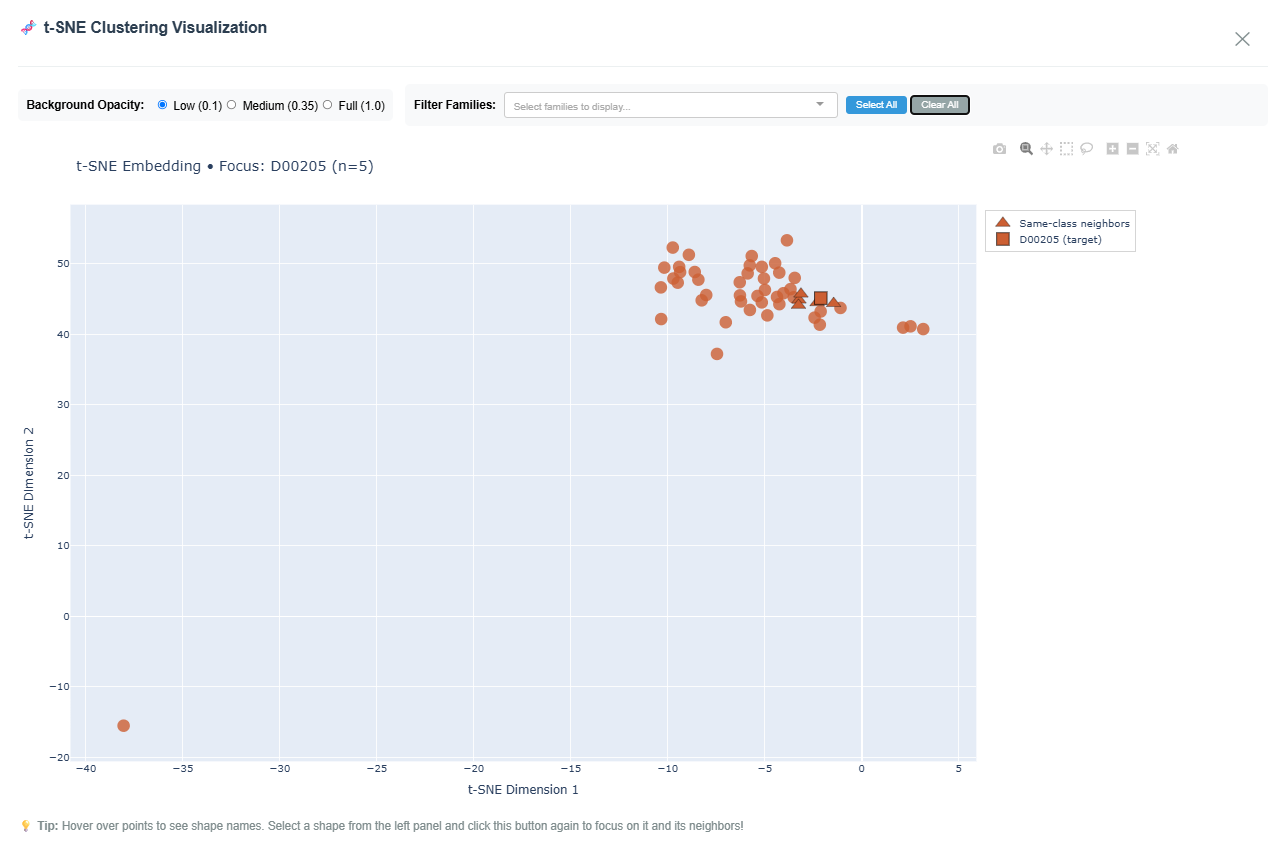 🧬 t-SNE Clustering Visualization
Background Opacity: Low (0.1) Medium (0.35) Full (1.0) Filter Families: Select families to display... Select All Clear All
t-SNE Embedding • Focus: D00205 (n=5)
Same-class neighbors
D00205 (target)
50
40
30
20
10
0
−10
−20
t-SNE Dimension 2
−40 −35 −30 −25 −20 −15 −10 −5 0 5
t-SNE Dimension 1
💡 Tip: Hover over points to see shape names. Select a shape from the left panel and click this button again to focus on it and its neighbors!